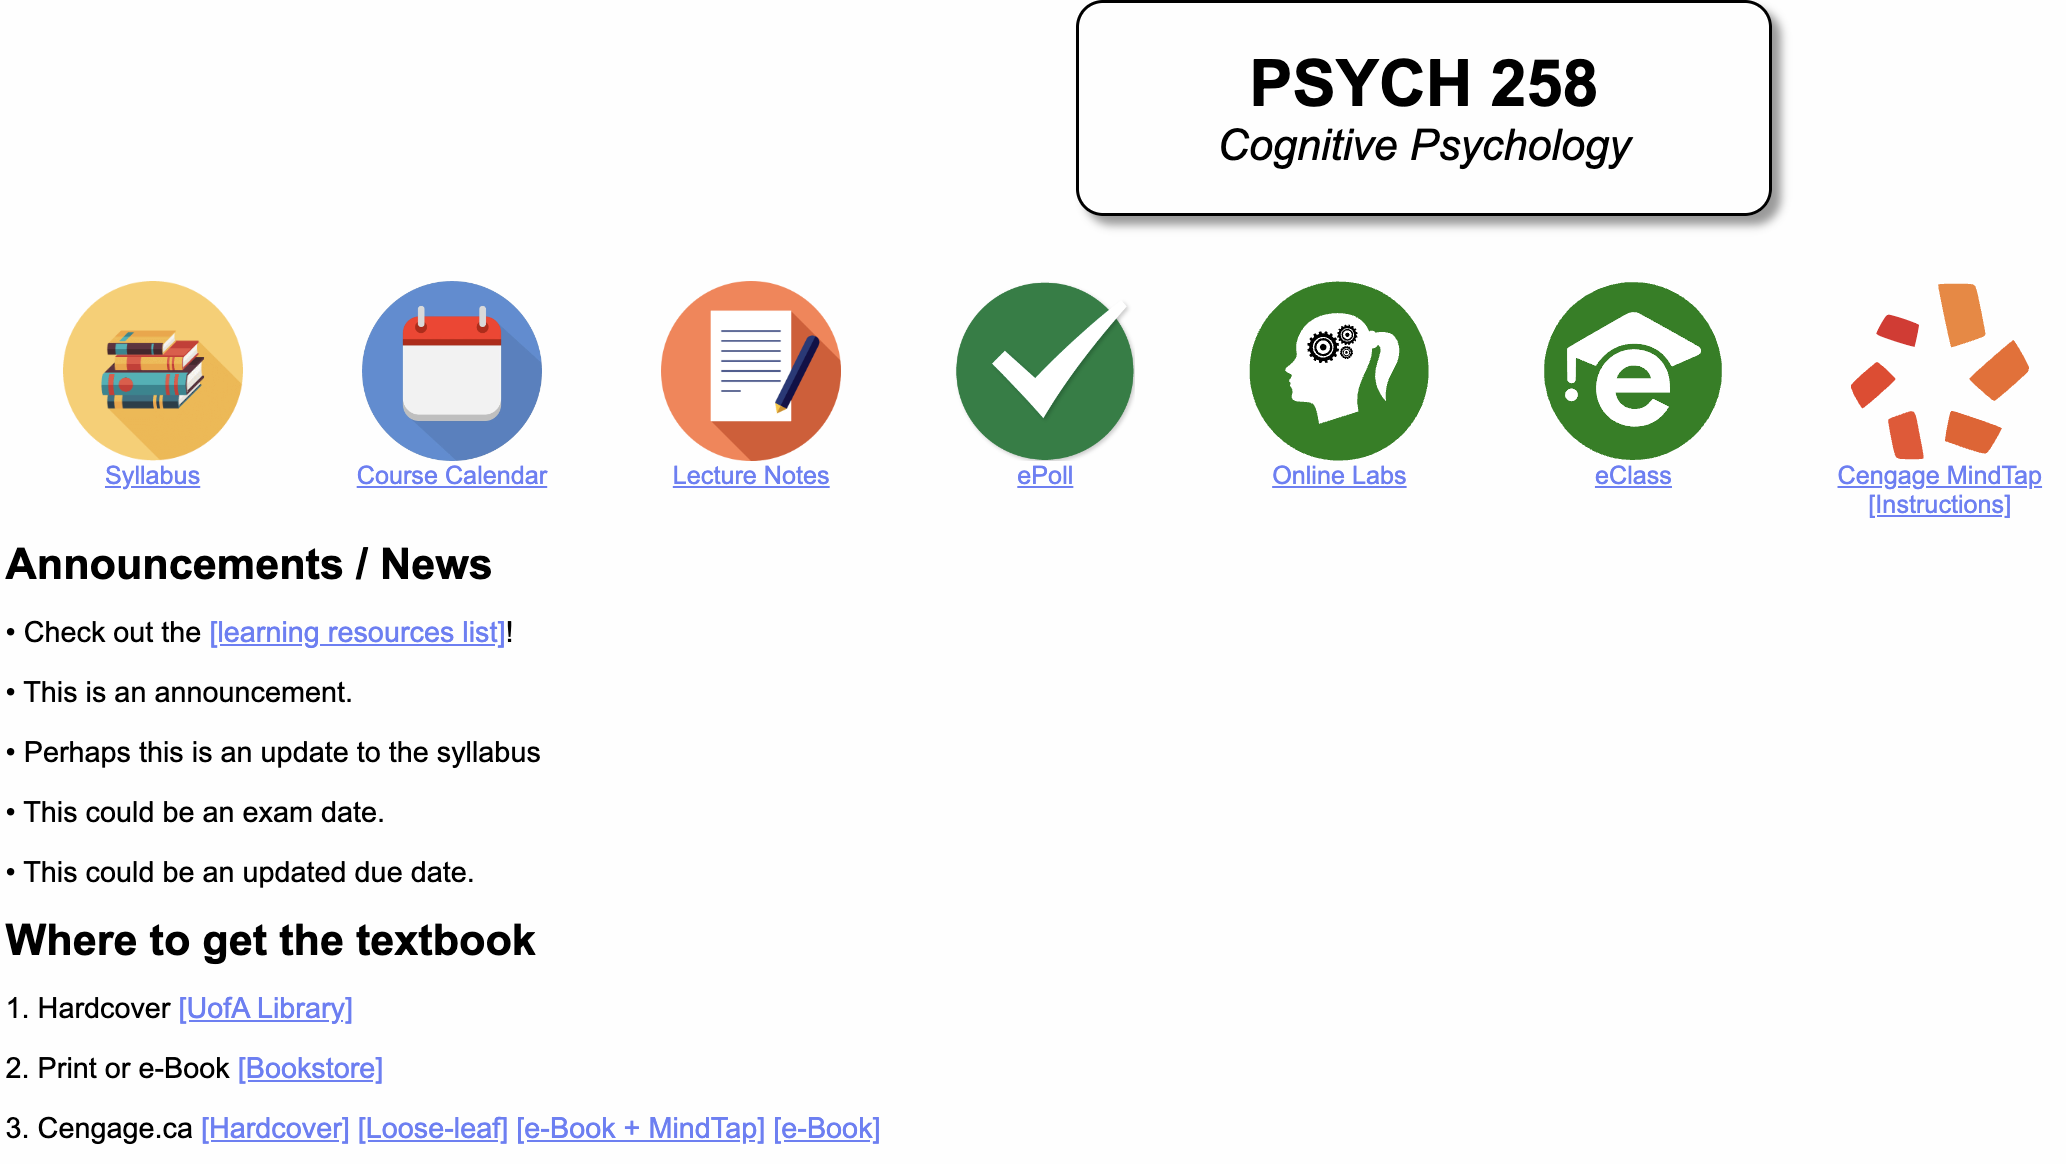 PSYCH 258
Cognitive Psychology
Syllabus
Course Calendar
Lecture Notes
ePoll
Online Labs
e
eClass
Cengage MindTap
[Instructions]
Announcements / News
• Check out the [learning resources list]!
• This is an announcement.
• Perhaps this is an update to the syllabus
• This could be an exam date.
• This could be an updated due date.
Where to get the textbook
1. Hardcover [UofA Library]
2. Print or e-Book [Bookstore]
3. Cengage.ca [Hardcover] [Loose-leaf] [e-Book + MindTap] [e-Book]